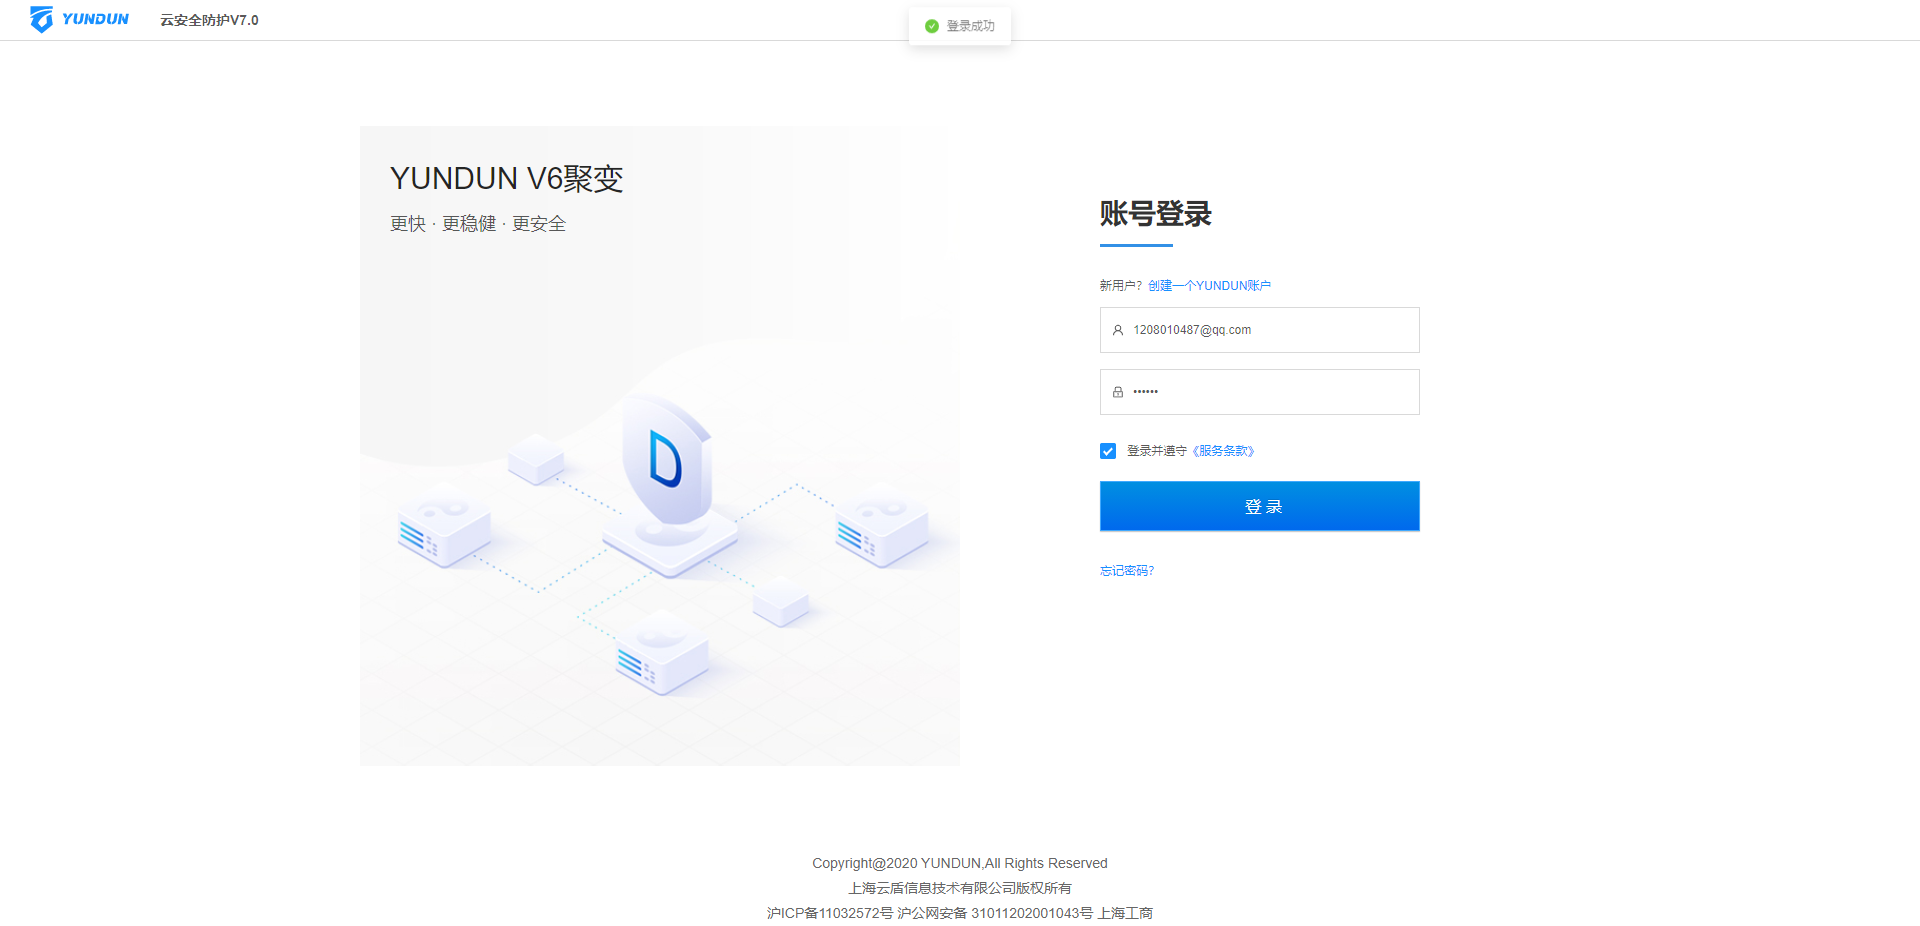 YUNDUN 云安全防护V7.0
登录成功
YUNDUN V6聚变
更快 · 更稳健 · 更安全
D
账号登录
新用户? 创建一个YUNDUN账户
1208010487@qq.com
••••••
登录并遵守《服务条款》
登录
忘记密码?
Copyright@2020 YUNDUN,All Rights Reserved
上海云盾信息技术有限公司版权所有
沪ICP备11032572号 沪公网安备 31011202001043号 上海工商